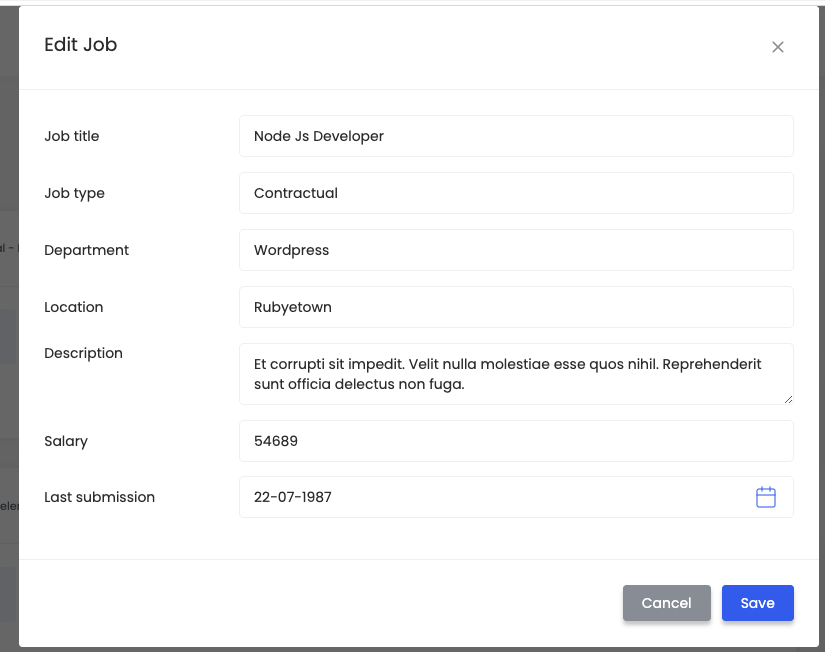 Edit Job
Job title
Node Js Developer
Job type
Contractual
Department
Wordpress
Location
Rubyetown
Description
Et corrupti sit impedit. Velit nulla molestiae esse quos nihil. Reprehenderit
sunt officia delectus non fuga.
Salary
54689
Last submission
22-07-1987
Cancel
Save